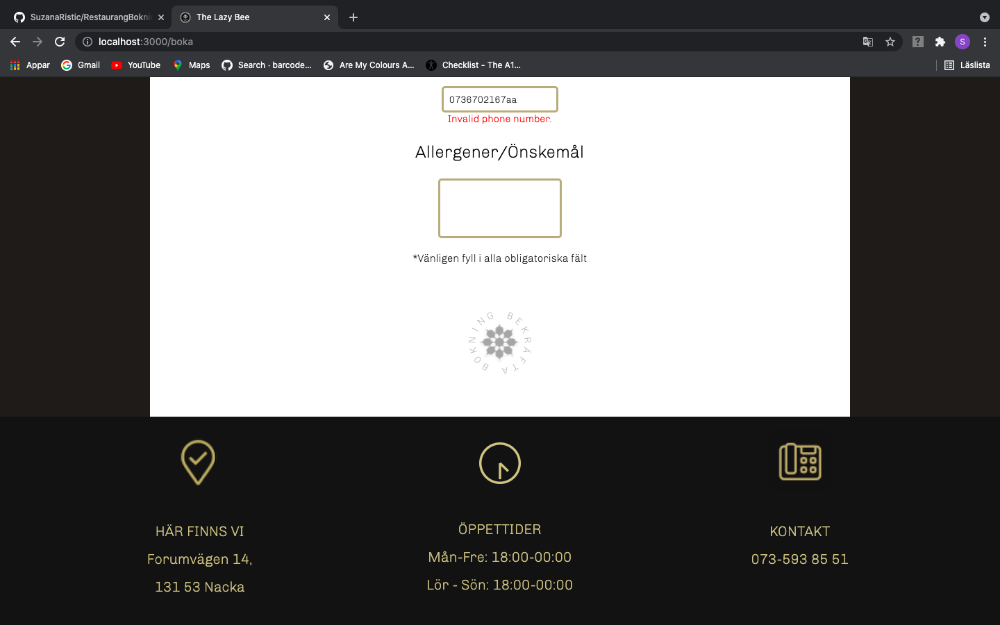 SuzanaRistic/RestaurangBokni
The Lazy Bee
localhost:3000/boka
S
Appar
Gmail
YouTube
Maps
Search · barcode...
Are My Colours A...
Checklist - The A1...
Läslista
0736702167aa
Invalid phone number.
Allergener/Önskemål
*Vänligen fyll i alla obligatoriska fält
BEKRÄFTA BOKNING
HÄR FINNS VI
Forumvägen 14,
131 53 Nacka
ÖPPETTIDER
Mån-Fre: 18:00-00:00
Lör - Sön: 18:00-00:00
KONTAKT
073-593 85 51